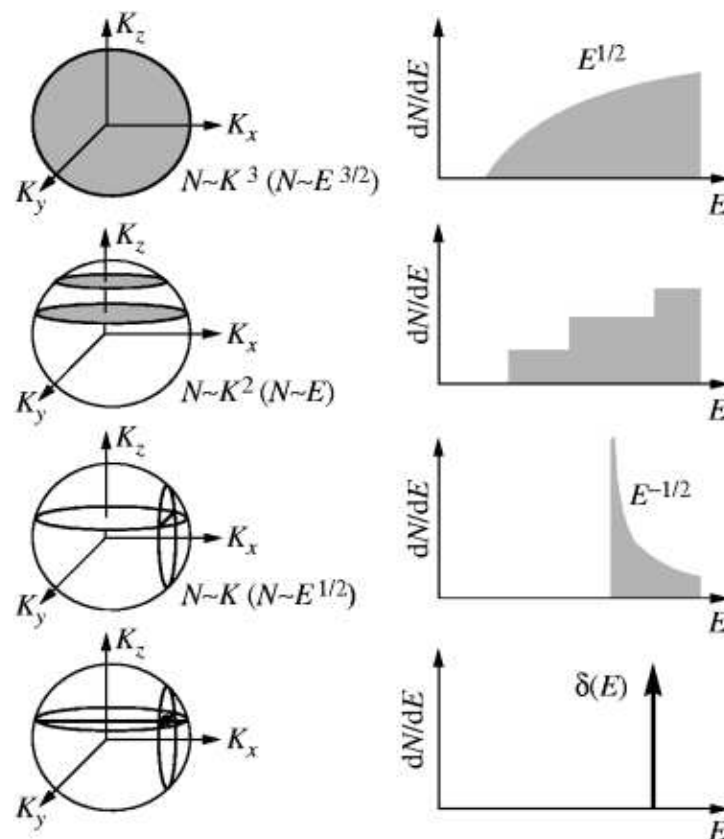 K_z
K_x
K_y
N~K^3 (N~E^{3/2})
dN/dE
E^{1/2}
E
K_z
K_x
K_y
N~K^2 (N~E)
dN/dE
E
K_z
K_x
K_y
N~K (N~E^{1/2})
dN/dE
E^{–1/2}
E
K_z
K_x
K_y
dN/dE
δ(E)
E